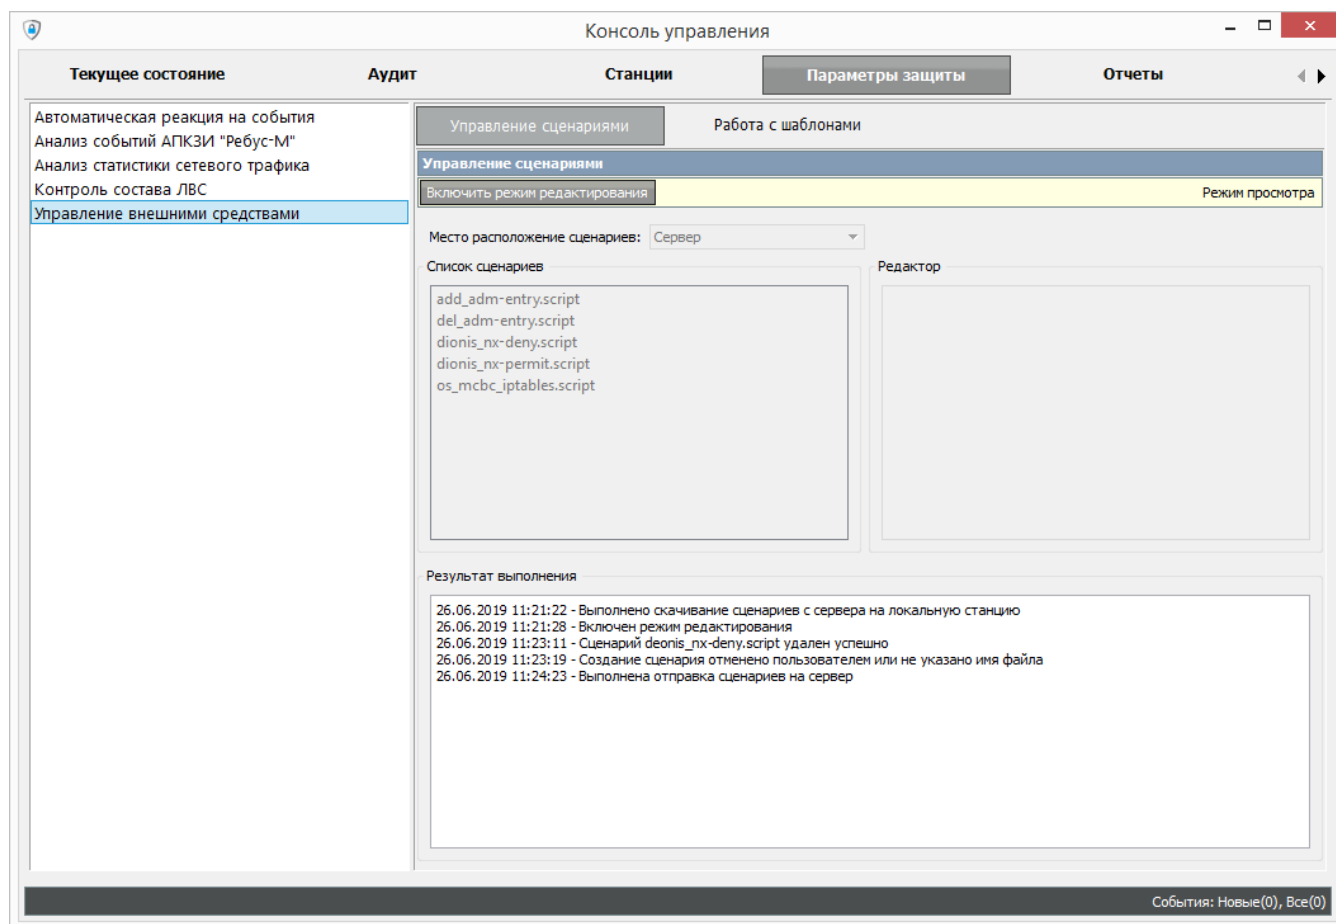 Консоль управления
Текущее состояние Аудит Станции Параметры защиты Отчеты
Автоматическая реакция на события
Анализ событий АПКЗИ "Ребус-М"
Анализ статистики сетевого трафика
Контроль состава ЛВС
Управление внешними средствами
Управление сценариями Работа с шаблонами
Управление сценариями
Включить режим редактирования Режим просмотра
Место расположение сценариев: Сервер
Список сценариев
add_adm-entry.script
del_adm-entry.script
dionis_nx-deny.script
dionis_nx-permit.script
os_mcbc_iptables.script
Редактор
Результат выполнения
26.06.2019 11:21:22 - Выполнено скачивание сценариев с сервера на локальную станцию
26.06.2019 11:21:28 - Включен режим редактирования
26.06.2019 11:23:11 - Сценарий deonis_nx-deny.script удален успешно
26.06.2019 11:23:19 - Создание сценария отменено пользователем или не указано имя файла
26.06.2019 11:24:23 - Выполнена отправка сценариев на сервер
События: Новые(0), Все(0)